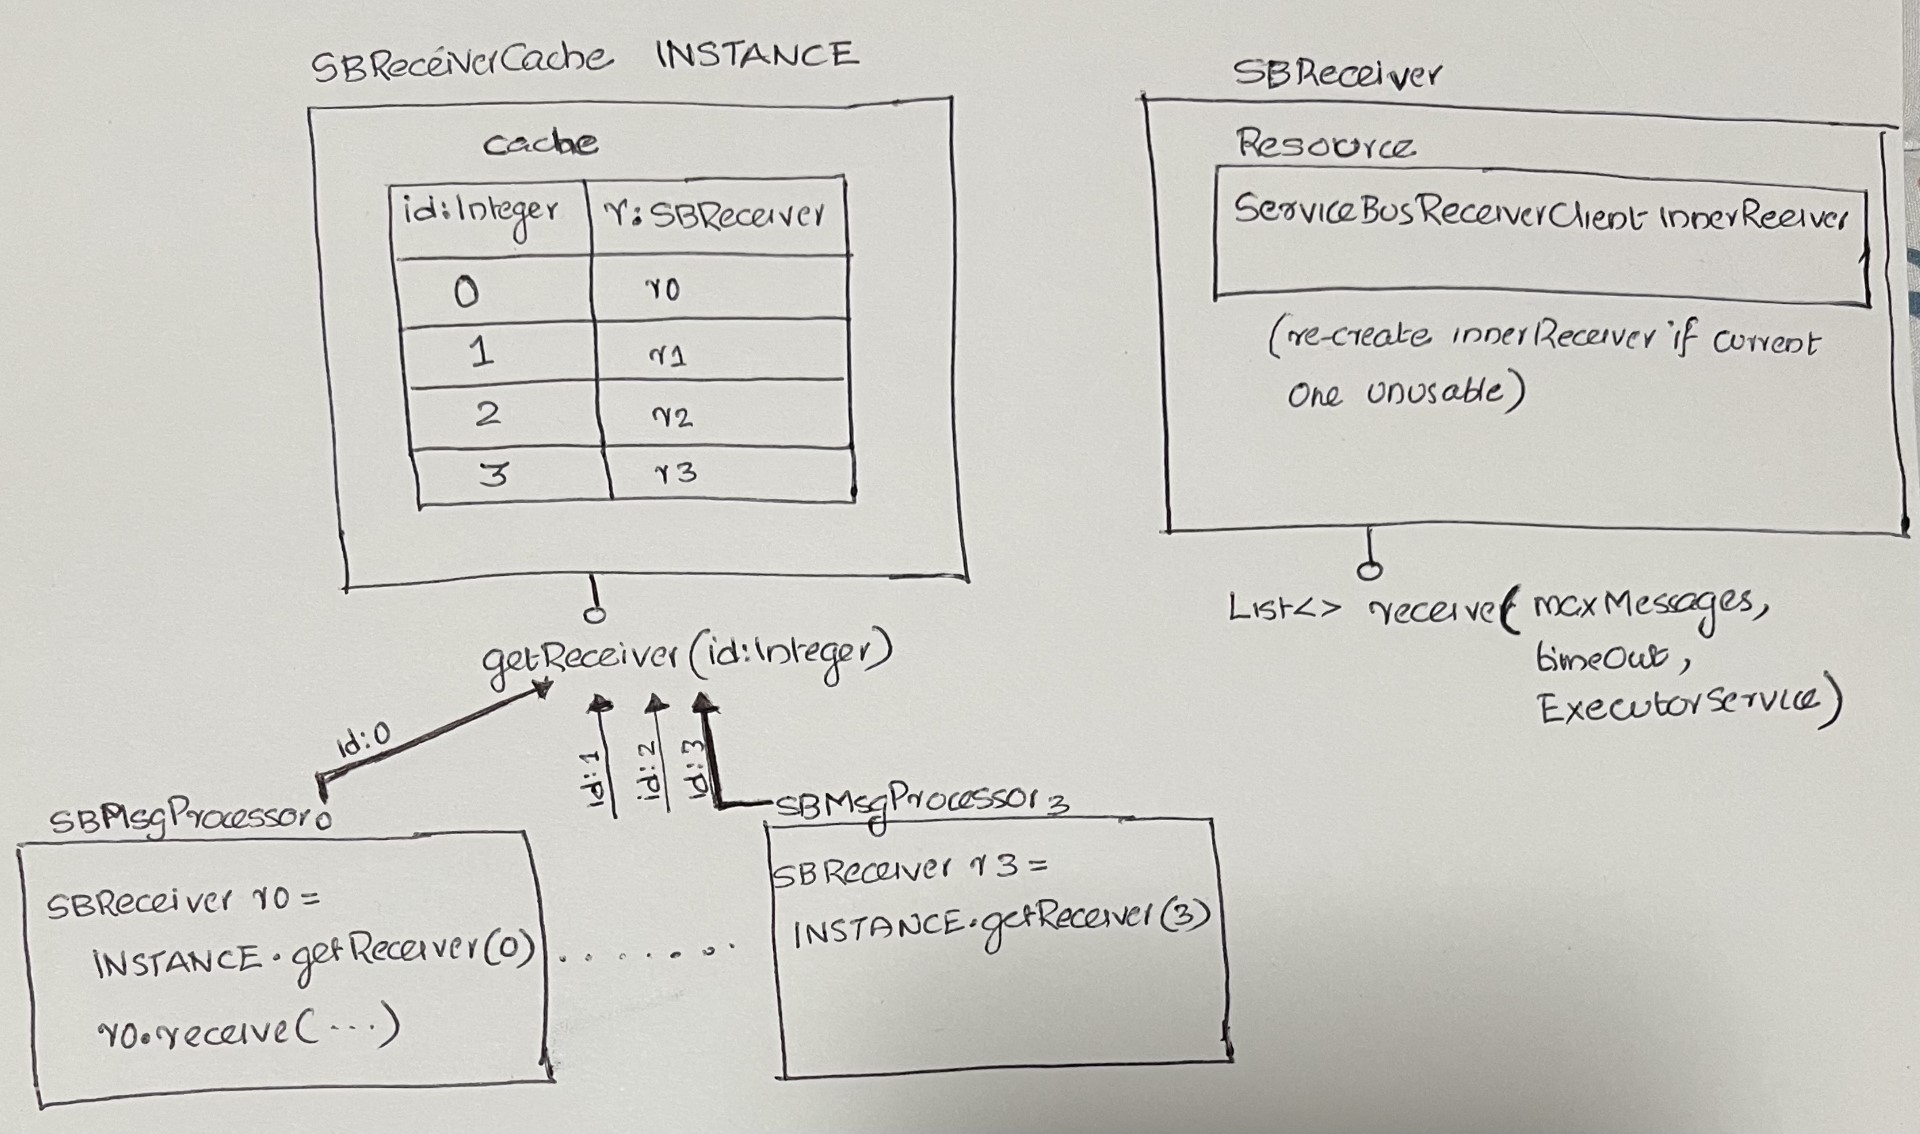 SBReceiverCache INSTANCE
cache
id:Integer r:SBReceiver
0 r0
1 r1
2 r2
3 r3
getReceiver(id:Integer)
id:0
id:1
id:2
id:3
SBMsgProcessor0
SBReceiver r0 =
INSTANCE.getReceiver(0)
r0.receive(...)
.......
SBMsgProcessor3
SBReceiver r3 =
INSTANCE.getReceiver(3)
SBReceiver
Resource
ServiceBusReceiverClient innerReeiver
(re-create innerReceiver if current
one unusable)
List<> receive(maxMessages,
timeOut,
ExecutorService)